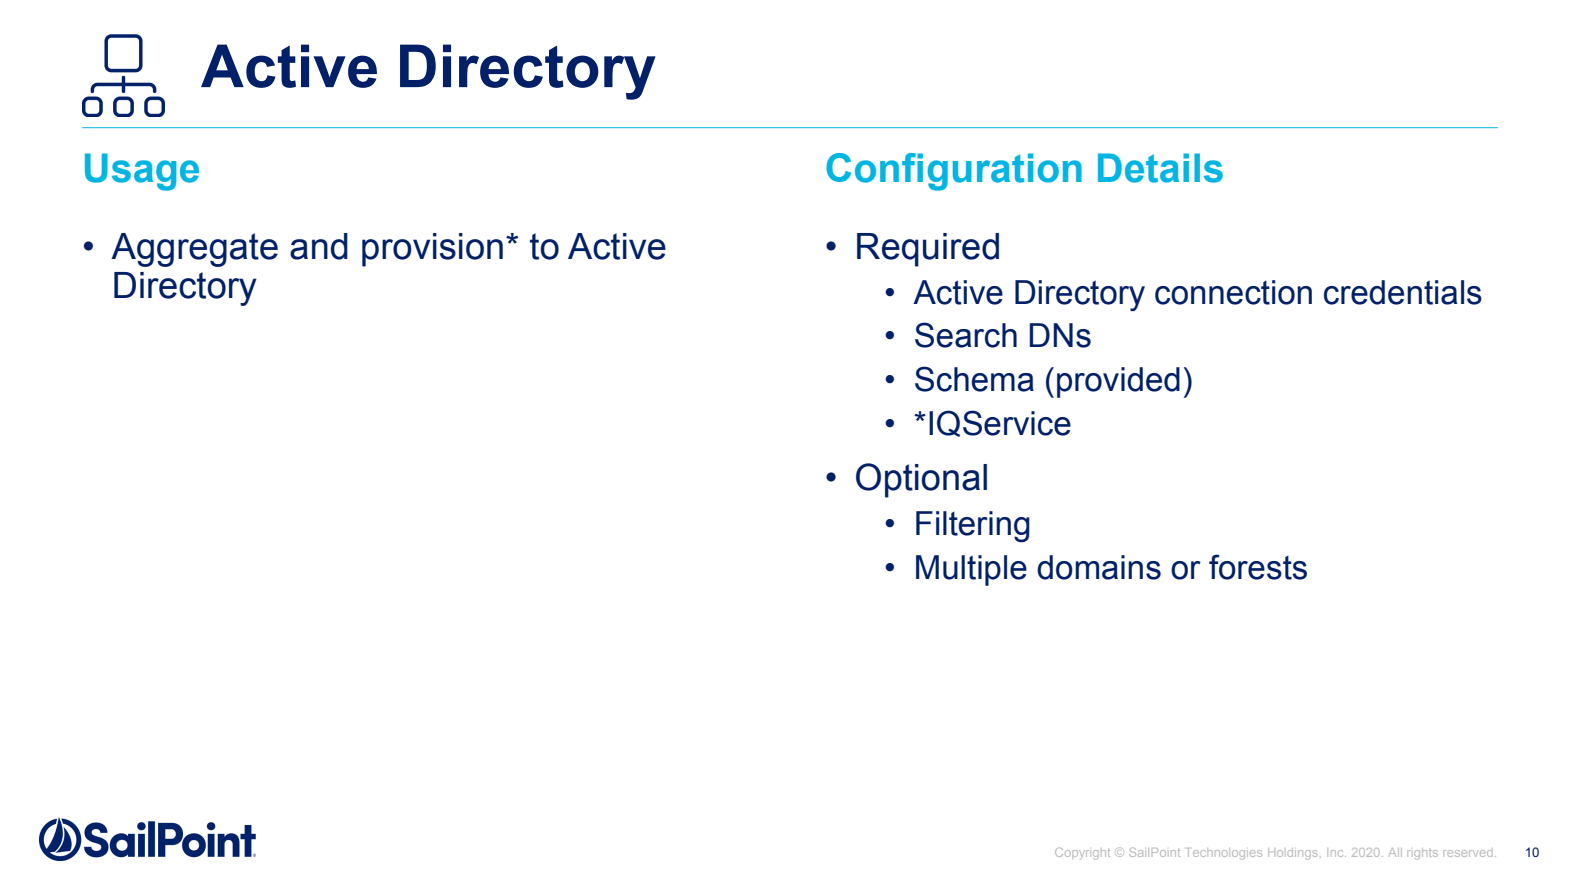 Active Directory
Usage
• Aggregate and provision* to Active
Directory
Configuration Details
• Required
• Active Directory connection credentials
• Search DNs
• Schema (provided)
• *IQService
• Optional
• Filtering
• Multiple domains or forests
SailPoint
Copyright © SailPoint Technologies Holdings, Inc. 2020. All rights reserved.
10